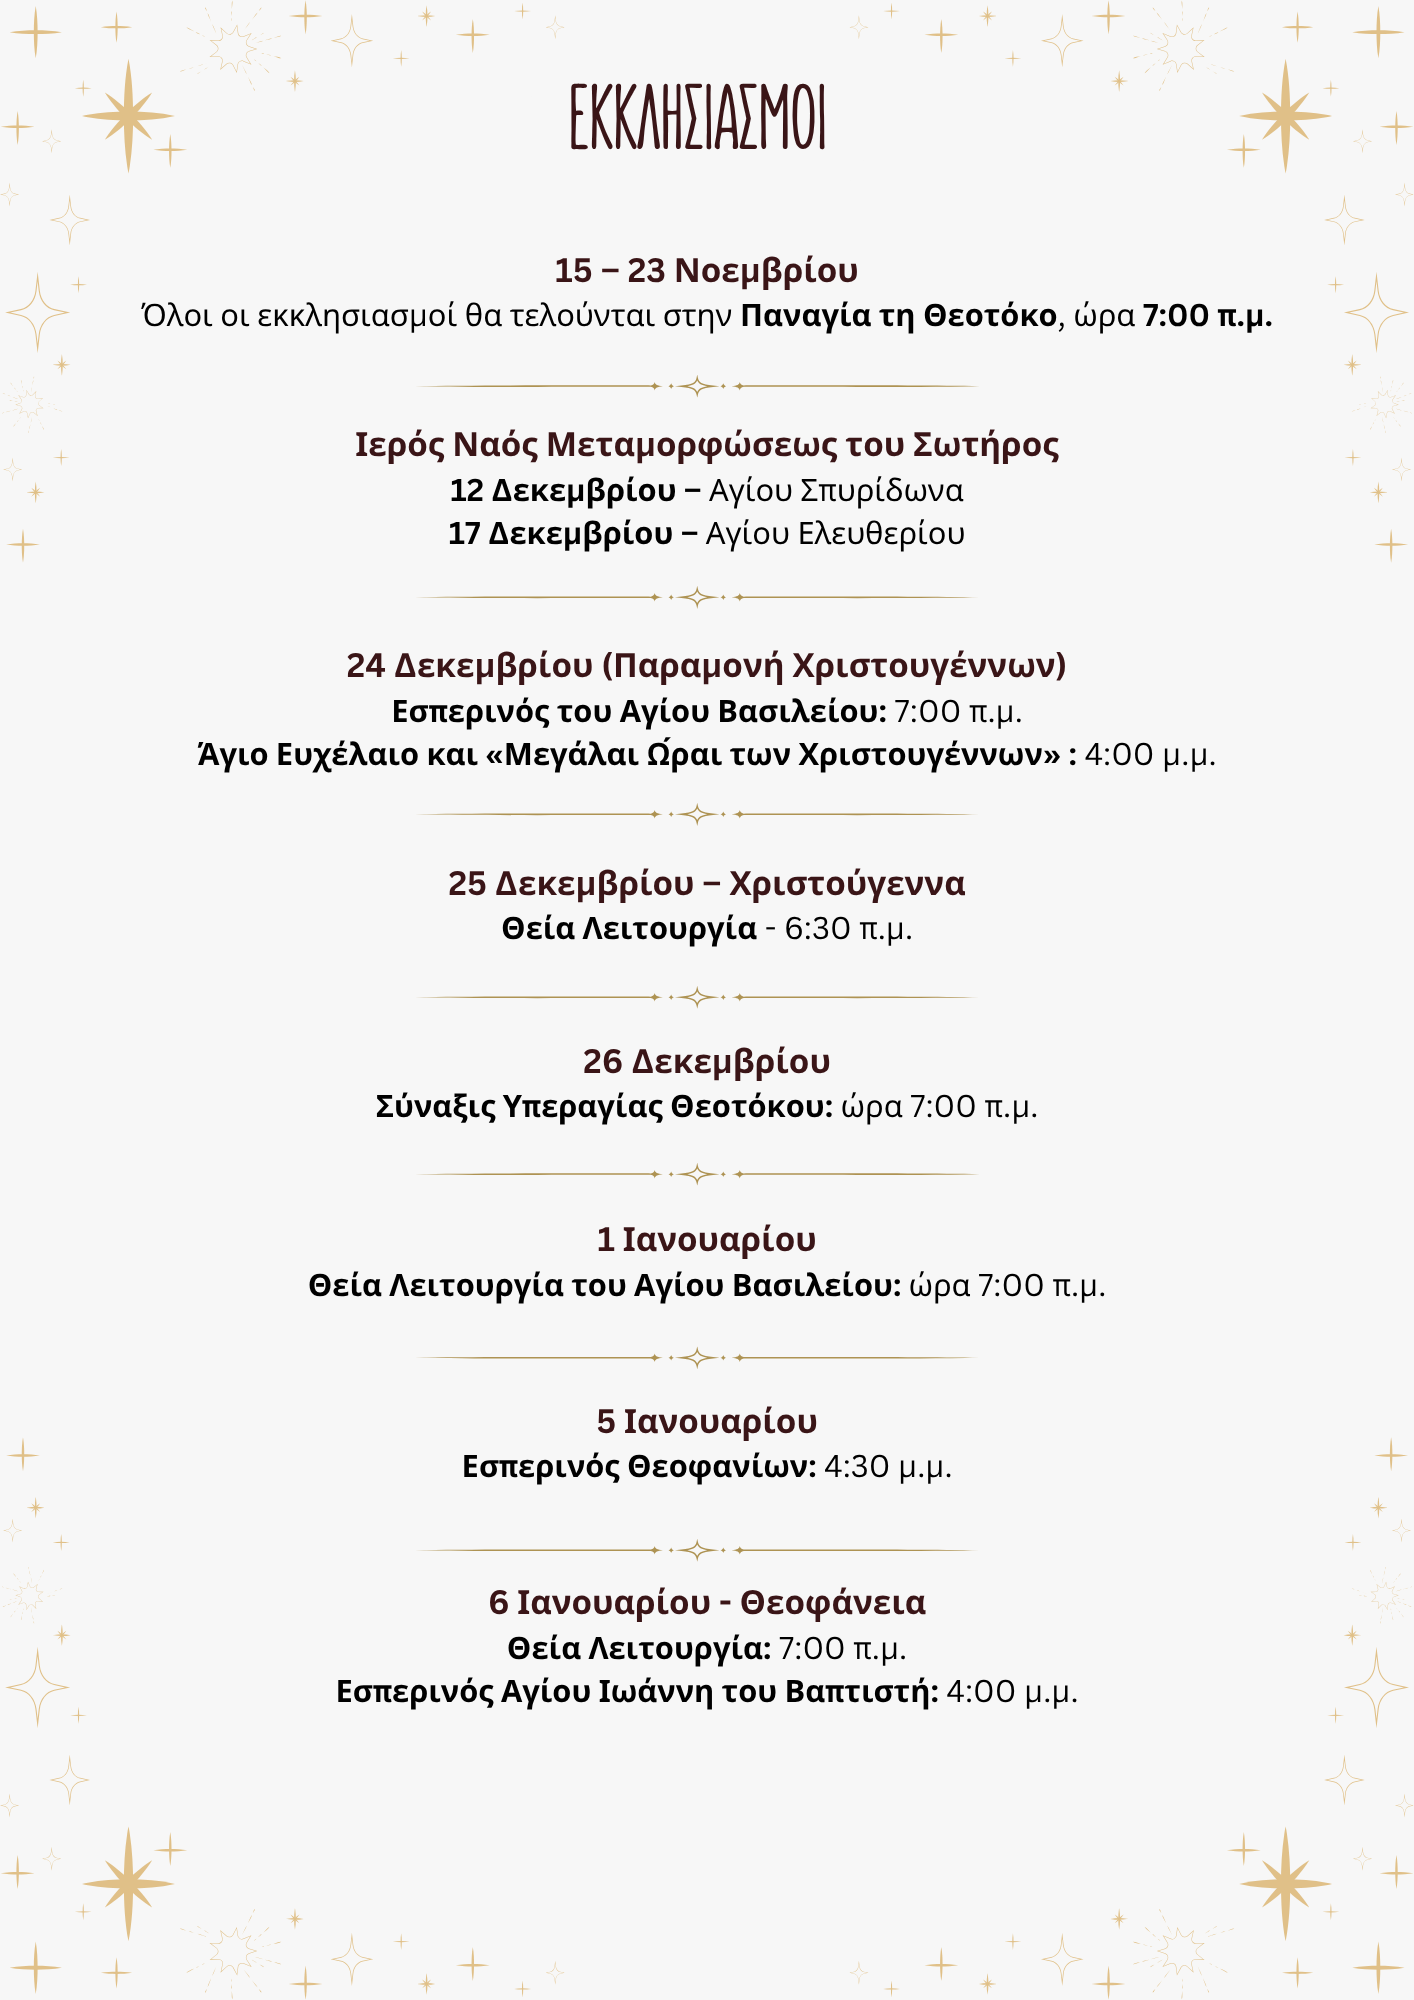 ΕΚΚΛΗΣΙΑΣΜΟΙ
15 – 23 Νοεμβρίου
Όλοι οι εκκλησιασμοί θα τελούνται στην Παναγία τη Θεοτόκο, ώρα 7:00 π.μ.
Ιερός Ναός Μεταμορφώσεως του Σωτήρος
12 Δεκεμβρίου – Αγίου Σπυρίδωνα
17 Δεκεμβρίου – Αγίου Ελευθερίου
24 Δεκεμβρίου (Παραμονή Χριστουγέννων)
Εσπερινός του Αγίου Βασιλείου: 7:00 π.μ.
Άγιο Ευχέλαιο και «Μεγάλαι Ώραι των Χριστουγέννων» : 4:00 μ.μ.
25 Δεκεμβρίου – Χριστούγεννα
Θεία Λειτουργία - 6:30 π.μ.
26 Δεκεμβρίου
Σύναξις Υπεραγίας Θεοτόκου: ώρα 7:00 π.μ.
1 Ιανουαρίου
Θεία Λειτουργία του Αγίου Βασιλείου: ώρα 7:00 π.μ.
5 Ιανουαρίου
Εσπερινός Θεοφανίων: 4:30 μ.μ.
6 Ιανουαρίου - Θεοφάνεια
Θεία Λειτουργία: 7:00 π.μ.
Εσπερινός Αγίου Ιωάννη του Βαπτιστή: 4:00 μ.μ.